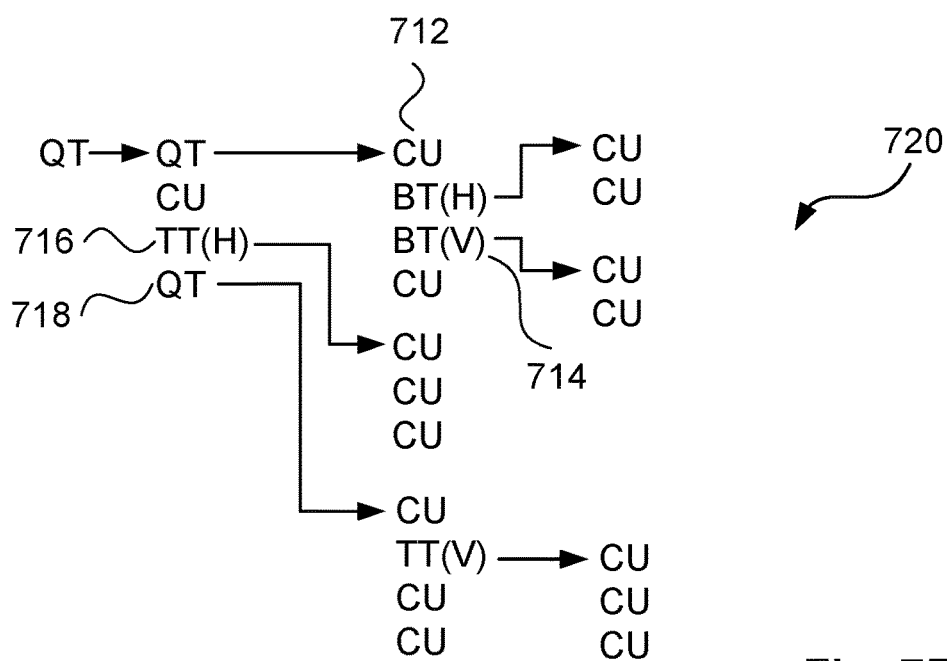 712
QT QT CU CU 720
CU BT(H) CU
716 TT(H) BT(V) CU
718 QT CU CU
CU 714
CU
CU
CU
TT(V) CU
CU CU
CU CU